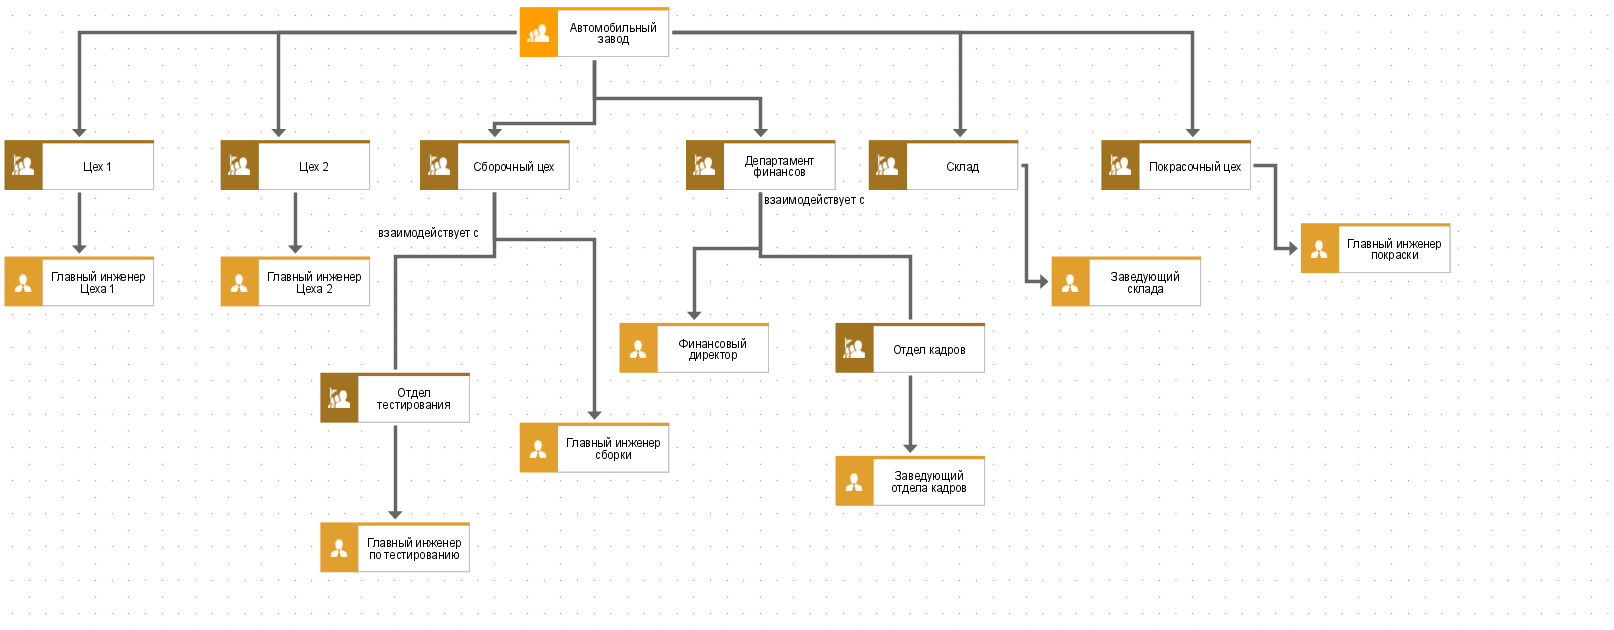 Автомобильный
завод
Цех 1
Цех 2
Сборочный цех
Департамент
финансов
Склад
Покрасочный цех
взаимодействует с
взаимодействует с
Главный инженер
Цеха 1
Главный инженер
Цеха 2
Заведующий
склада
Главный инженер
покраски
Финансовый
директор
Отдел кадров
Отдел
тестирования
Главный инженер
сборки
Заведующий
отдела кадров
Главный инженер
по тестированию